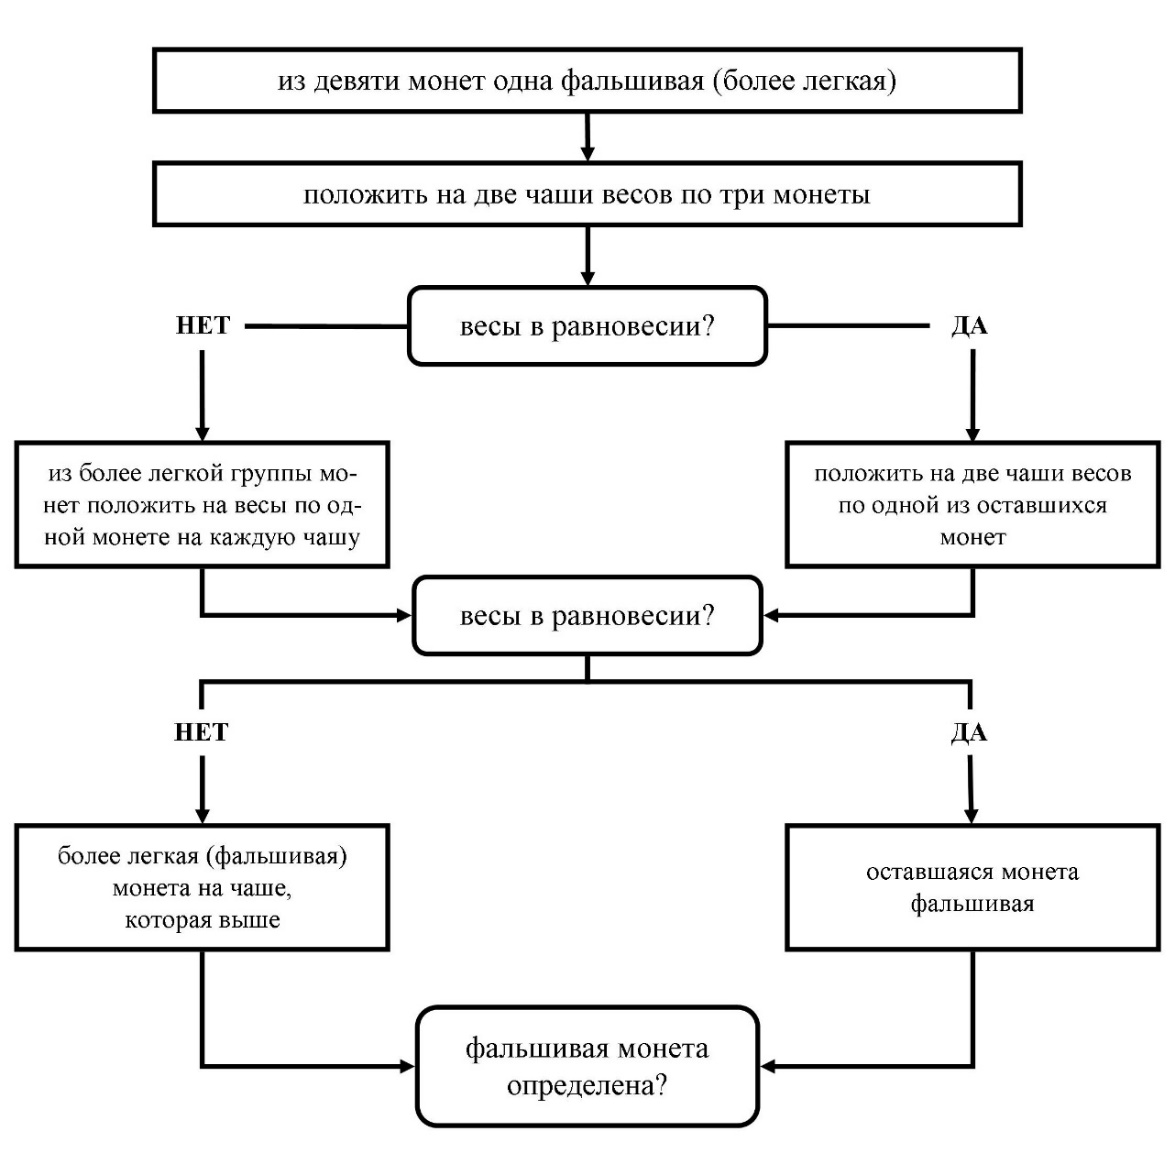 из девяти монет одна фальшивая (более легкая)
положить на две чаши весов по три монеты
весы в равновесии?
НЕТ
ДА
из более легкой группы мо-
нет положить на весы по од-
ной монете на каждую чашу
положить на две чаши весов
по одной из оставшихся
монет
весы в равновесии?
НЕТ
ДА
более легкая (фальшивая)
монета на чаше,
которая выше
оставшаяся монета
фальшивая
фальшивая монета
определена?